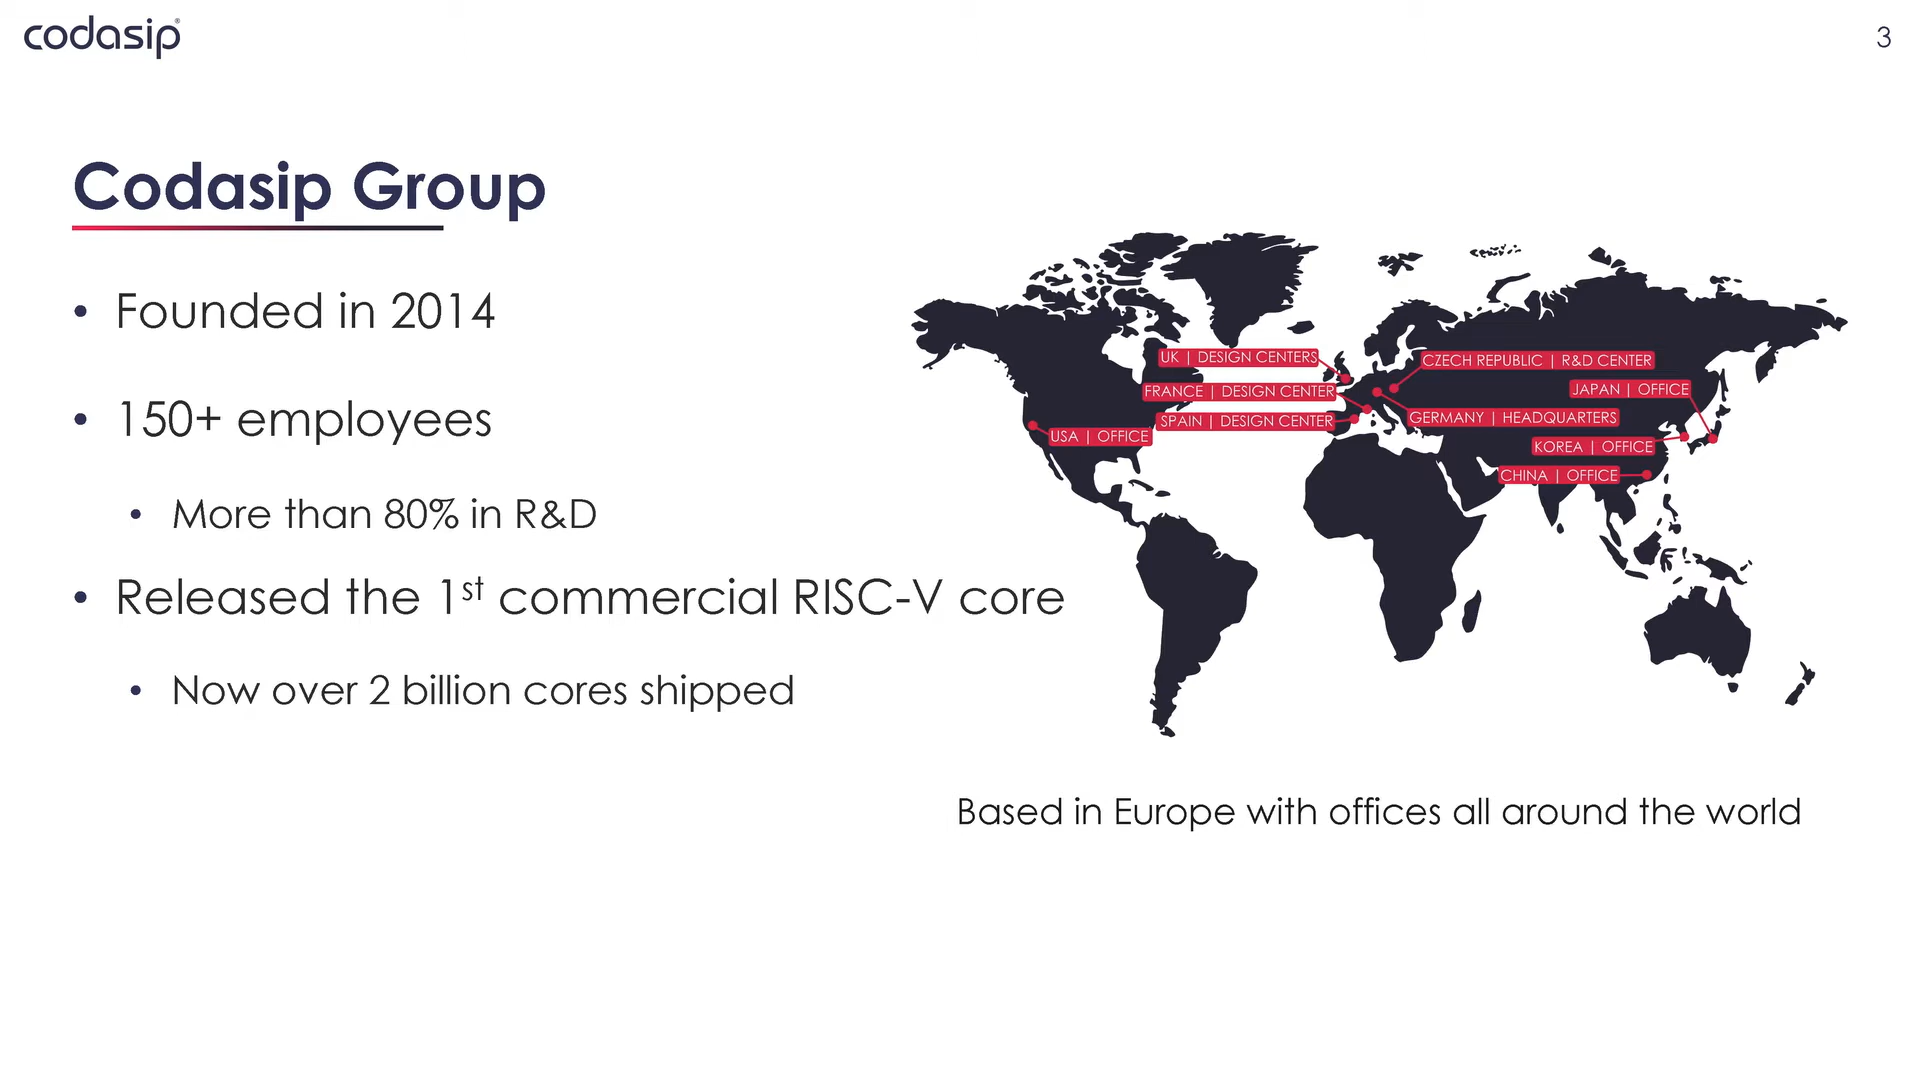 codasip®
3
Codasip Group
• Founded in 2014
• 150+ employees
• More than 80% in R&D
• Released the 1st commercial RISC-V core
• Now over 2 billion cores shipped
UK | DESIGN CENTERS
FRANCE | DESIGN CENTER
SPAIN | DESIGN CENTER
USA | OFFICE
CZECH REPUBLIC | R&D CENTER
JAPAN | OFFICE
GERMANY | HEADQUARTERS
KOREA | OFFICE
CHINA | OFFICE
Based in Europe with offices all around the world